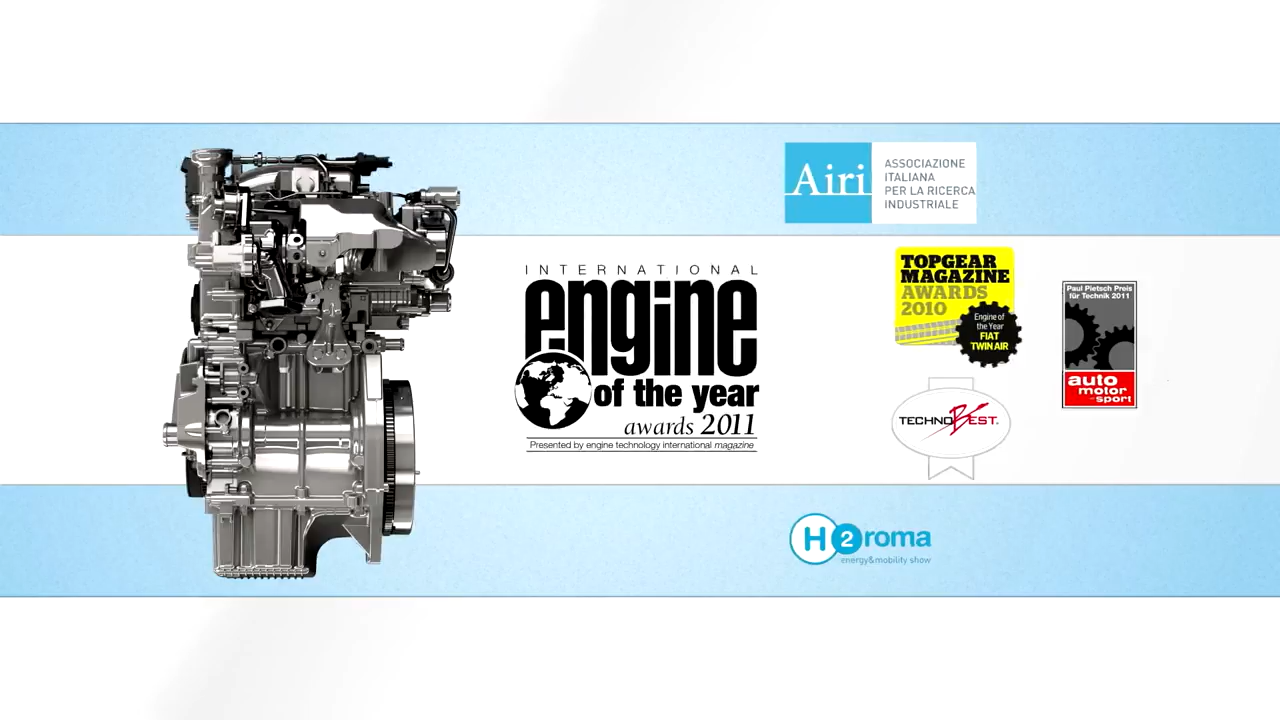 Airi
ASSOCIAZIONE
ITALIANA
PER LA RICERCA
INDUSTRIALE
INTERNATIONAL
engine
of the year
awards 2011
Presented by engine technology international magazine
TOPGEAR
MAGAZINE
AWARDS
2010
Engine of
the Year
FIAT
TWIN AIR
Paul Pietsch Preis
für Technik 2011
auto
motor
sport
TECHNOBEST®
H2roma
energy&mobility show